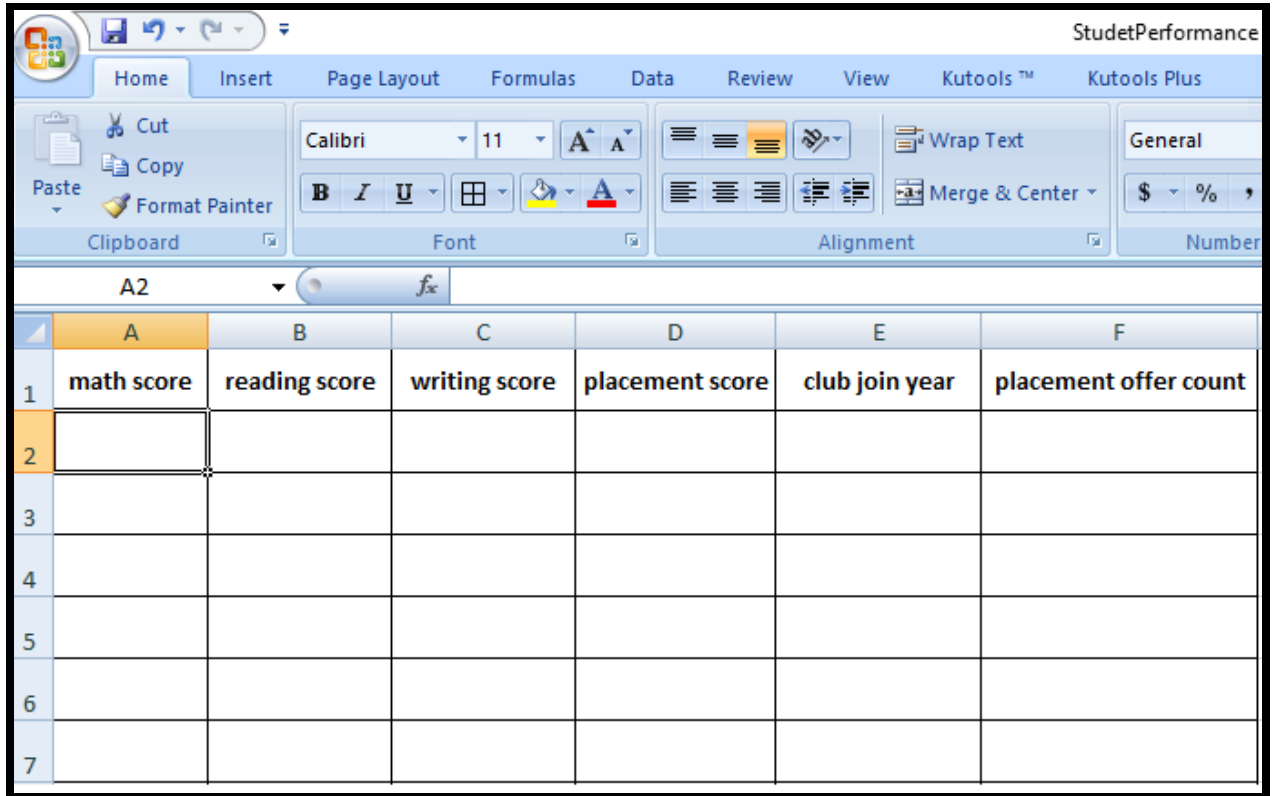 StudetPerformance
Home Insert Page Layout Formulas Data Review View Kutools ™ Kutools Plus
Paste
Cut
Copy
Format Painter
Clipboard
Calibri 11 A A
B I U A
Font
Wrap Text
Merge & Center
Alignment
General
$ % ,
Number
A2 fx
A B C D E F
1 math score reading score writing score placement score club join year placement offer count
2
3
4
5
6
7